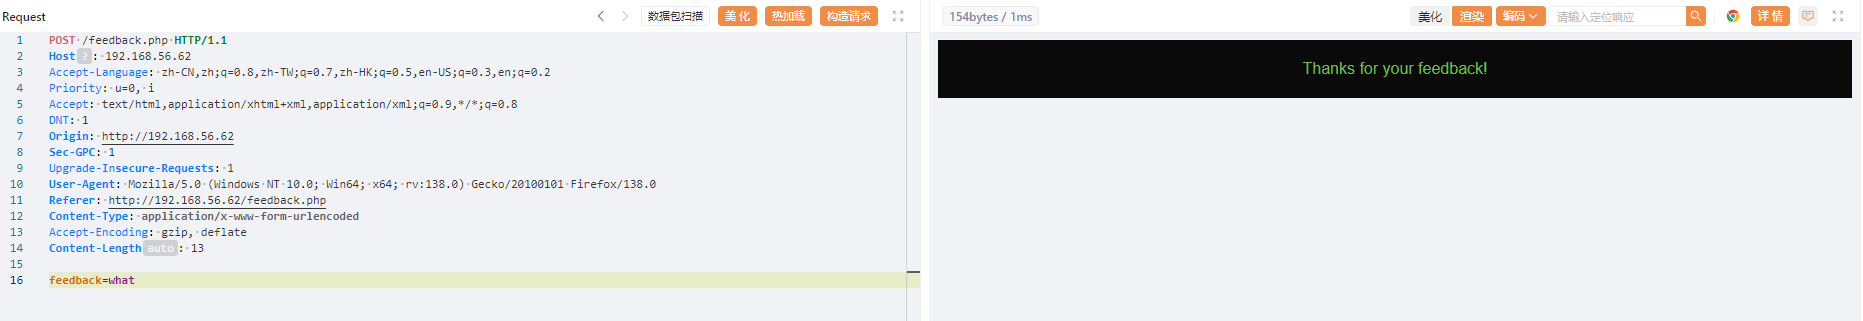 Request
数据包扫描
美化
热加载
构造请求
1 POST /feedback.php HTTP/1.1
2 Host ? : 192.168.56.62
3 Accept-Language: zh-CN,zh;q=0.8,zh-TW;q=0.7,zh-HK;q=0.5,en-US;q=0.3,en;q=0.2
4 Priority: u=0, i
5 Accept: text/html,application/xhtml+xml,application/xml;q=0.9,*/*;q=0.8
6 DNT: 1
7 Origin: http://192.168.56.62
8 Sec-GPC: 1
9 Upgrade-Insecure-Requests: 1
10 User-Agent: Mozilla/5.0 (Windows NT 10.0; Win64; x64; rv:138.0) Gecko/20100101 Firefox/138.0
11 Referer: http://192.168.56.62/feedback.php
12 Content-Type: application/x-www-form-urlencoded
13 Accept-Encoding: gzip, deflate
14 Content-Length auto : 13
15
16 feedback=what
154bytes / 1ms
美化
渲染
编码
请输入定位响应
详情
Thanks for your feedback!